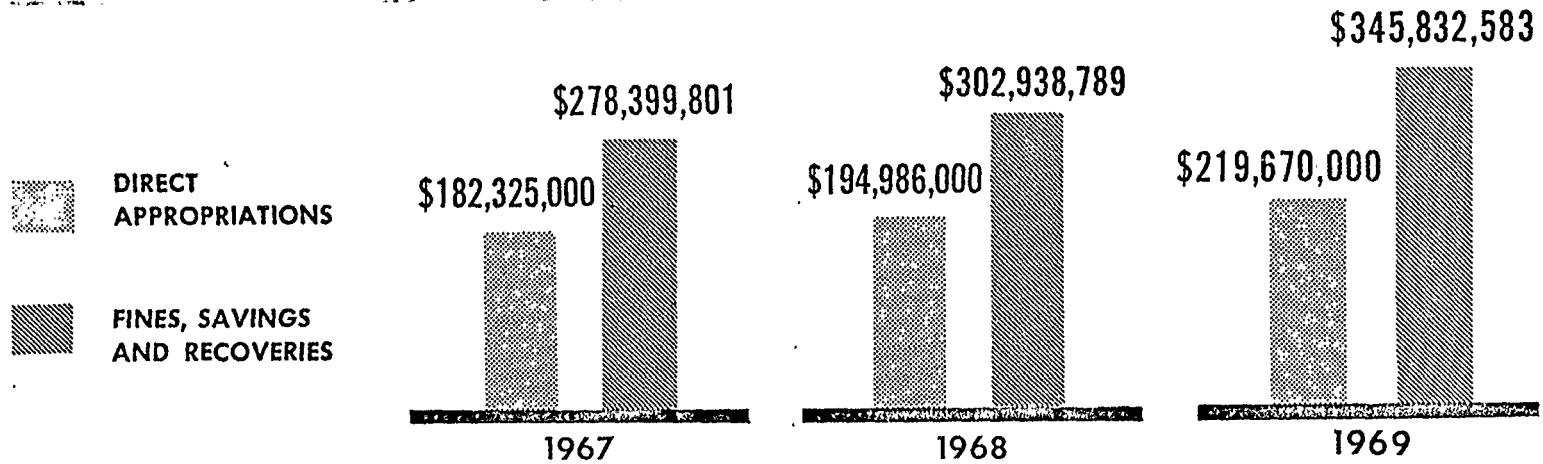 DIRECT
APPROPRIATIONS
FINES, SAVINGS
AND RECOVERIES
$182,325,000
$278,399,801
1967
$194,986,000
$302,938,789
1968
$219,670,000
$345,832,583
1969